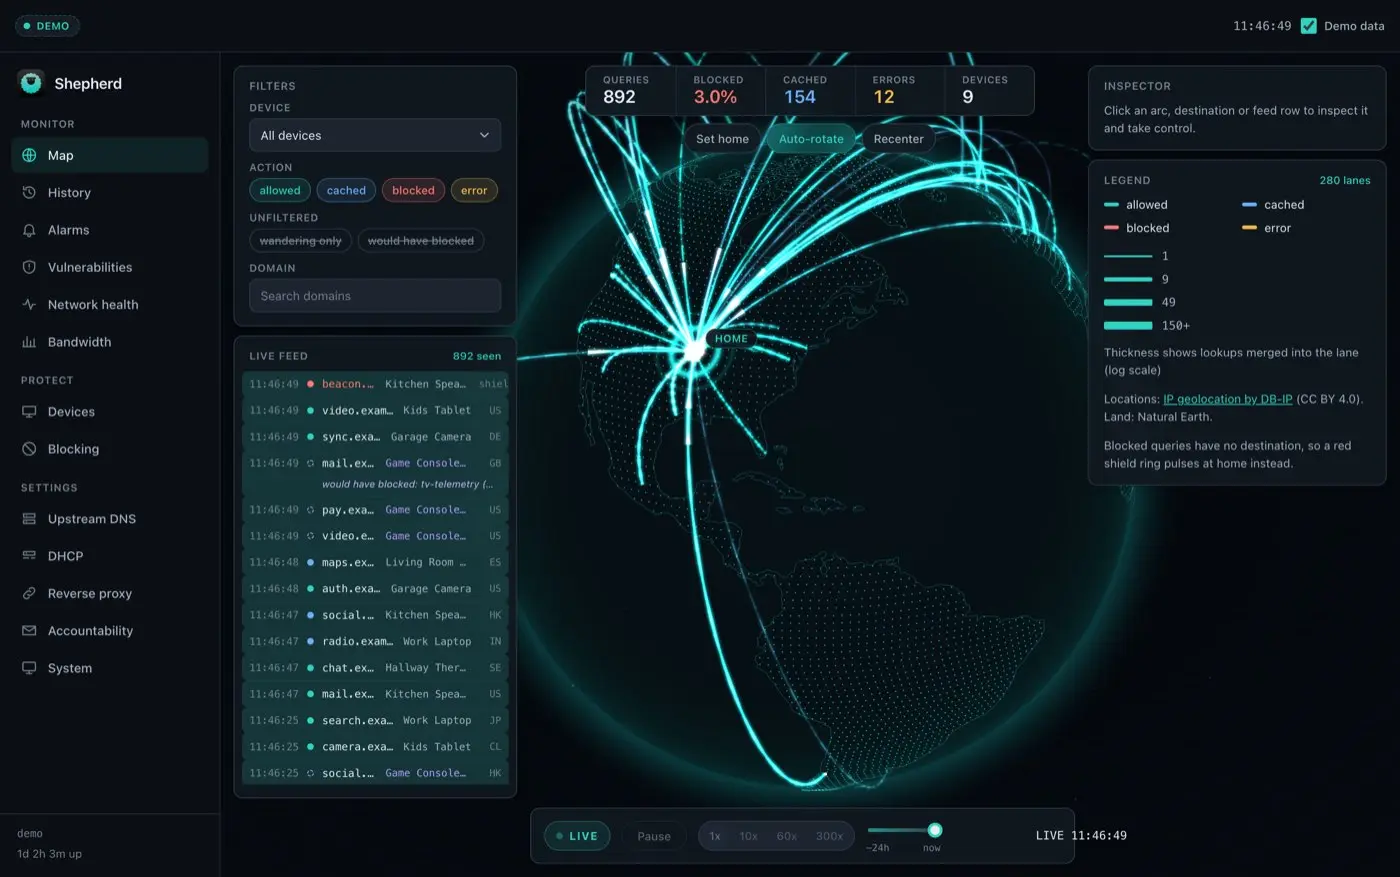 DEMO
11:46:49 Demo data
Shepherd
MONITOR
Map
History
Alarms
Vulnerabilities
Network health
Bandwidth
PROTECT
Devices
Blocking
SETTINGS
Upstream DNS
DHCP
Reverse proxy
Accountability
System
demo
1d 2h 3m up
FILTERS
DEVICE
All devices
ACTION
allowed cached blocked error
UNFILTERED
wandering only would have blocked
DOMAIN
Search domains
LIVE FEED 892 seen
11:46:49 beacon.… Kitchen Spea… shiel
11:46:49 video.exam… Kids Tablet US
11:46:49 sync.exa… Garage Camera DE
11:46:49 mail.ex… Game Console… GB
would have blocked: tv-telemetry (…
11:46:49 pay.exa… Game Console… US
11:46:49 video.e… Game Console… US
11:46:48 maps.ex… Living Room … ES
11:46:48 auth.exa… Garage Camera US
11:46:47 social.… Kitchen Spea… HK
11:46:47 radio.exam… Work Laptop IN
11:46:47 chat.ex… Hallway Ther… SE
11:46:47 mail.ex… Kitchen Spea… US
11:46:25 search.exa… Work Laptop JP
11:46:25 camera.exa… Kids Tablet CL
11:46:25 social.… Game Console… HK
QUERIES BLOCKED CACHED ERRORS DEVICES
892 3.0% 154 12 9
Set home Auto-rotate Recenter
HOME
LIVE Pause 1x 10x 60x 300x LIVE 11:46:49
−24h now
INSPECTOR
Click an arc, destination or feed row to inspect it
and take control.
LEGEND 280 lanes
allowed cached
blocked error
1
9
49
150+
Thickness shows lookups merged into the lane
(log scale)
Locations: IP geolocation by DB-IP (CC BY 4.0).
Land: Natural Earth.
Blocked queries have no destination, so a red
shield ring pulses at home instead.